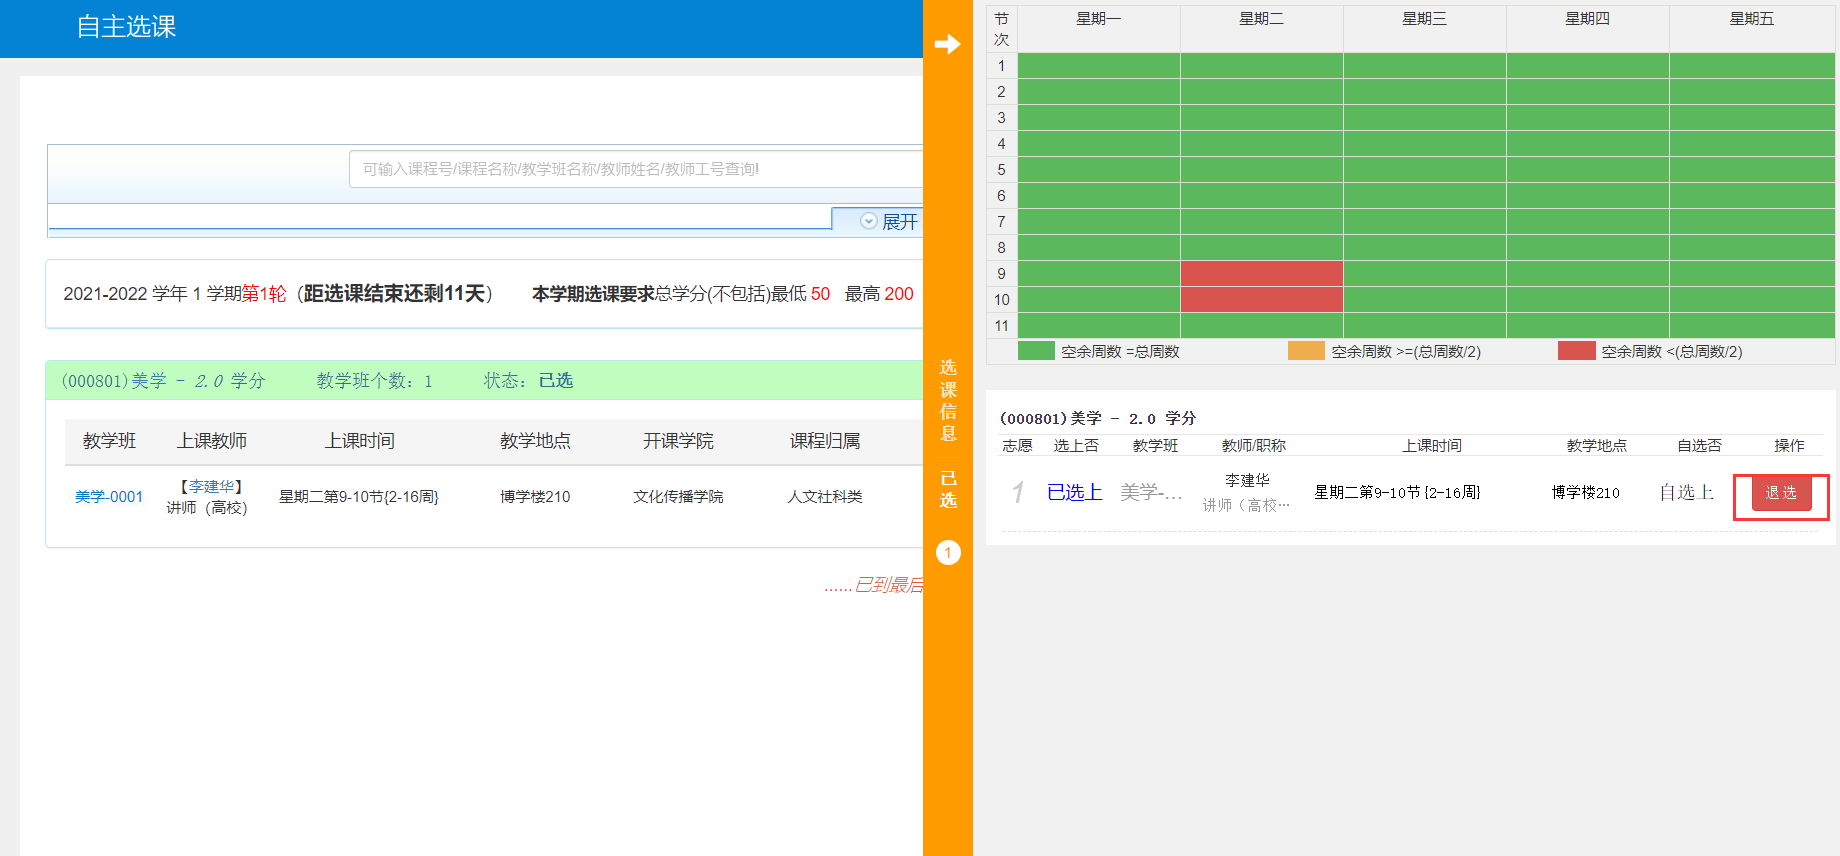 自主选课
可输入课程号/课程名称/教学班名称/教师姓名/教师工号查询!
展开
2021-2022 学年 1 学期第1轮（距选课结束还剩11天） 本学期选课要求总学分(不包括)最低 50 最高 200
(000801)美学 - 2.0 学分 教学班个数：1 状态：已选
教学班 上课教师 上课时间 教学地点 开课学院 课程归属
美学-0001 【李建华】 讲师（高校） 星期二第9-10节{2-16周} 博学楼210 文化传播学院 人文社科类
......已到最后
选课信息
已选
1
节次 星期一 星期二 星期三 星期四 星期五
1
2
3
4
5
6
7
8
9
10
11
空余周数 =总周数 空余周数 >=(总周数/2) 空余周数 <(总周数/2)
(000801)美学 - 2.0 学分
志愿 选上否 教学班 教师/职称 上课时间 教学地点 自选否 操作
1 已选上 美学-... 李建华 讲师（高校… 星期二第9-10节{2-16周} 博学楼210 自选上 退选